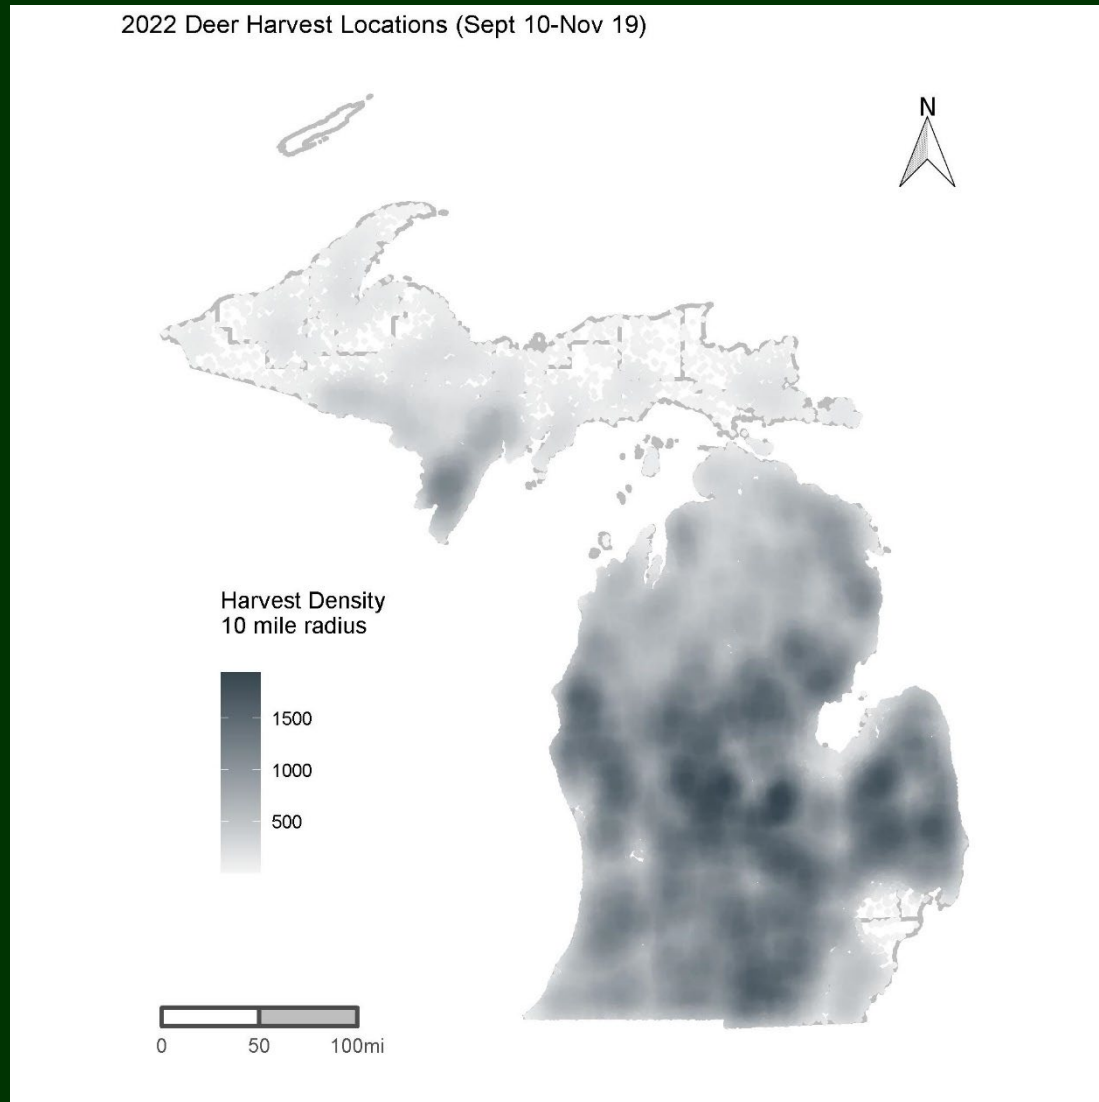 2022 Deer Harvest Locations (Sept 10-Nov 19)
N
Harvest Density
10 mile radius
1500
1000
500
0 50 100mi